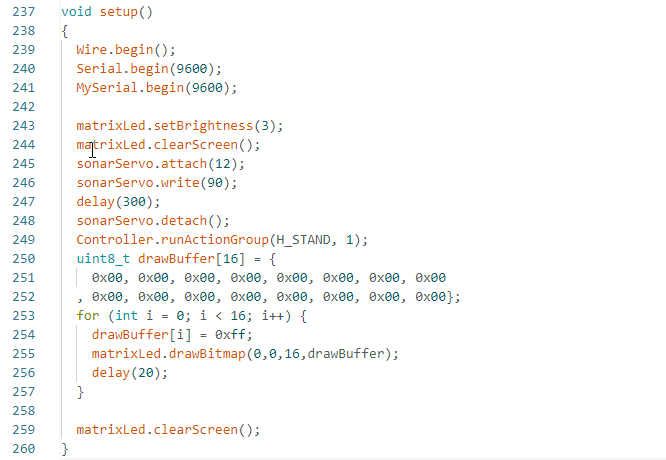 237 void setup()
238 {
239 Wire.begin();
240 Serial.begin(9600);
241 MySerial.begin(9600);
242
243 matrixLed.setBrightness(3);
244 matrixLed.clearScreen();
245 sonarServo.attach(12);
246 sonarServo.write(90);
247 delay(300);
248 sonarServo.detach();
249 Controller.runActionGroup(H_STAND, 1);
250 uint8_t drawBuffer[16] = {
251 0x00, 0x00, 0x00, 0x00, 0x00, 0x00, 0x00, 0x00
252 , 0x00, 0x00, 0x00, 0x00, 0x00, 0x00, 0x00, 0x00};
253 for (int i = 0; i < 16; i++) {
254 drawBuffer[i] = 0xff;
255 matrixLed.drawBitmap(0,0,16,drawBuffer);
256 delay(20);
257 }
258
259 matrixLed.clearScreen();
260 }